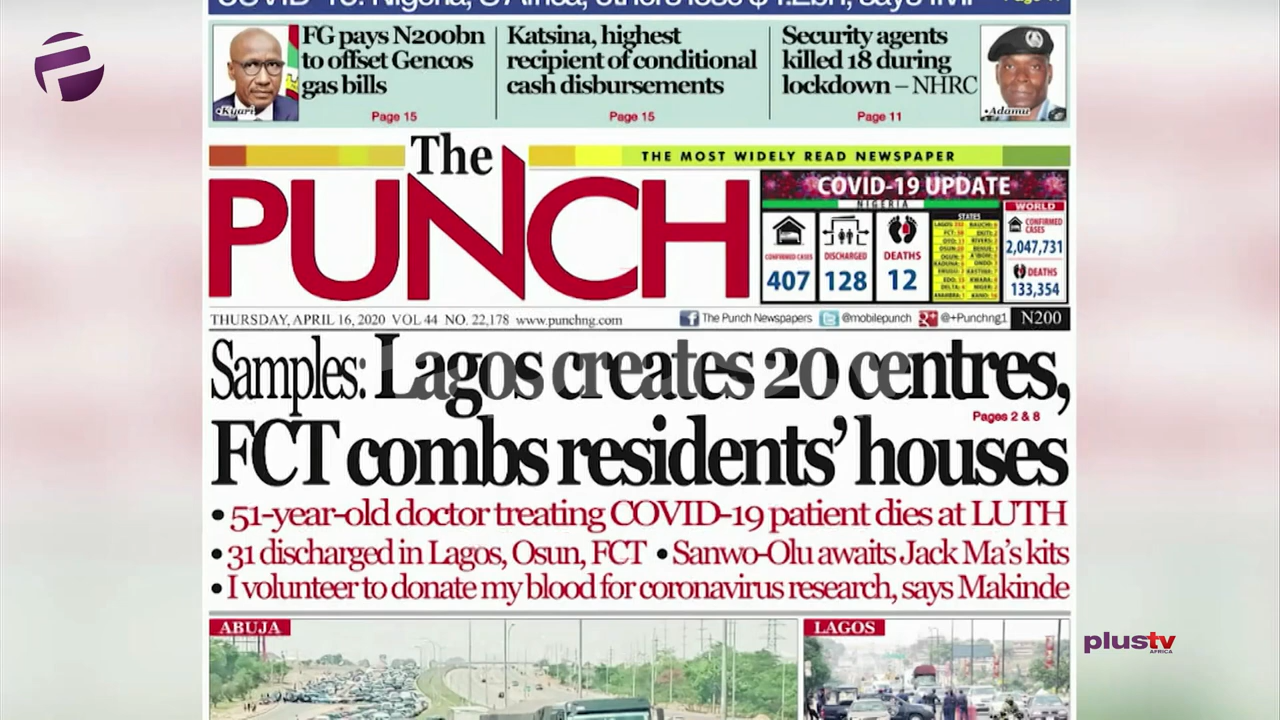 FG pays N200bn
to offset Gencos
gas bills
Page 15
•Kyari
Katsina, highest
recipient of conditional
cash disbursements
Page 15
Security agents
killed 18 during
lockdown – NHRC
Page 11
•Adamu
The
PUNCH
THE MOST WIDELY READ NEWSPAPER
COVID-19 UPDATE
NIGERIA
CONFIRMED CASES
407
DISCHARGED
128
DEATHS
12
STATES
WORLD
CONFIRMED CASES
2,047,731
DEATHS
133,354
THURSDAY, APRIL 16, 2020 VOL 44 NO. 22,178 www.punchng.com
The Punch Newspapers @mobilepunch @+Punchng1 N200
Samples: Lagos creates 20 centres,
Pages 2 & 8
FCT combs residents' houses
• 51-year-old doctor treating COVID-19 patient dies at LUTH
• 31 discharged in Lagos, Osun, FCT • Sanwo-Olu awaits Jack Ma's kits
• I volunteer to donate my blood for coronavirus research, says Makinde
ABUJA
LAGOS
plustv
AFRICA